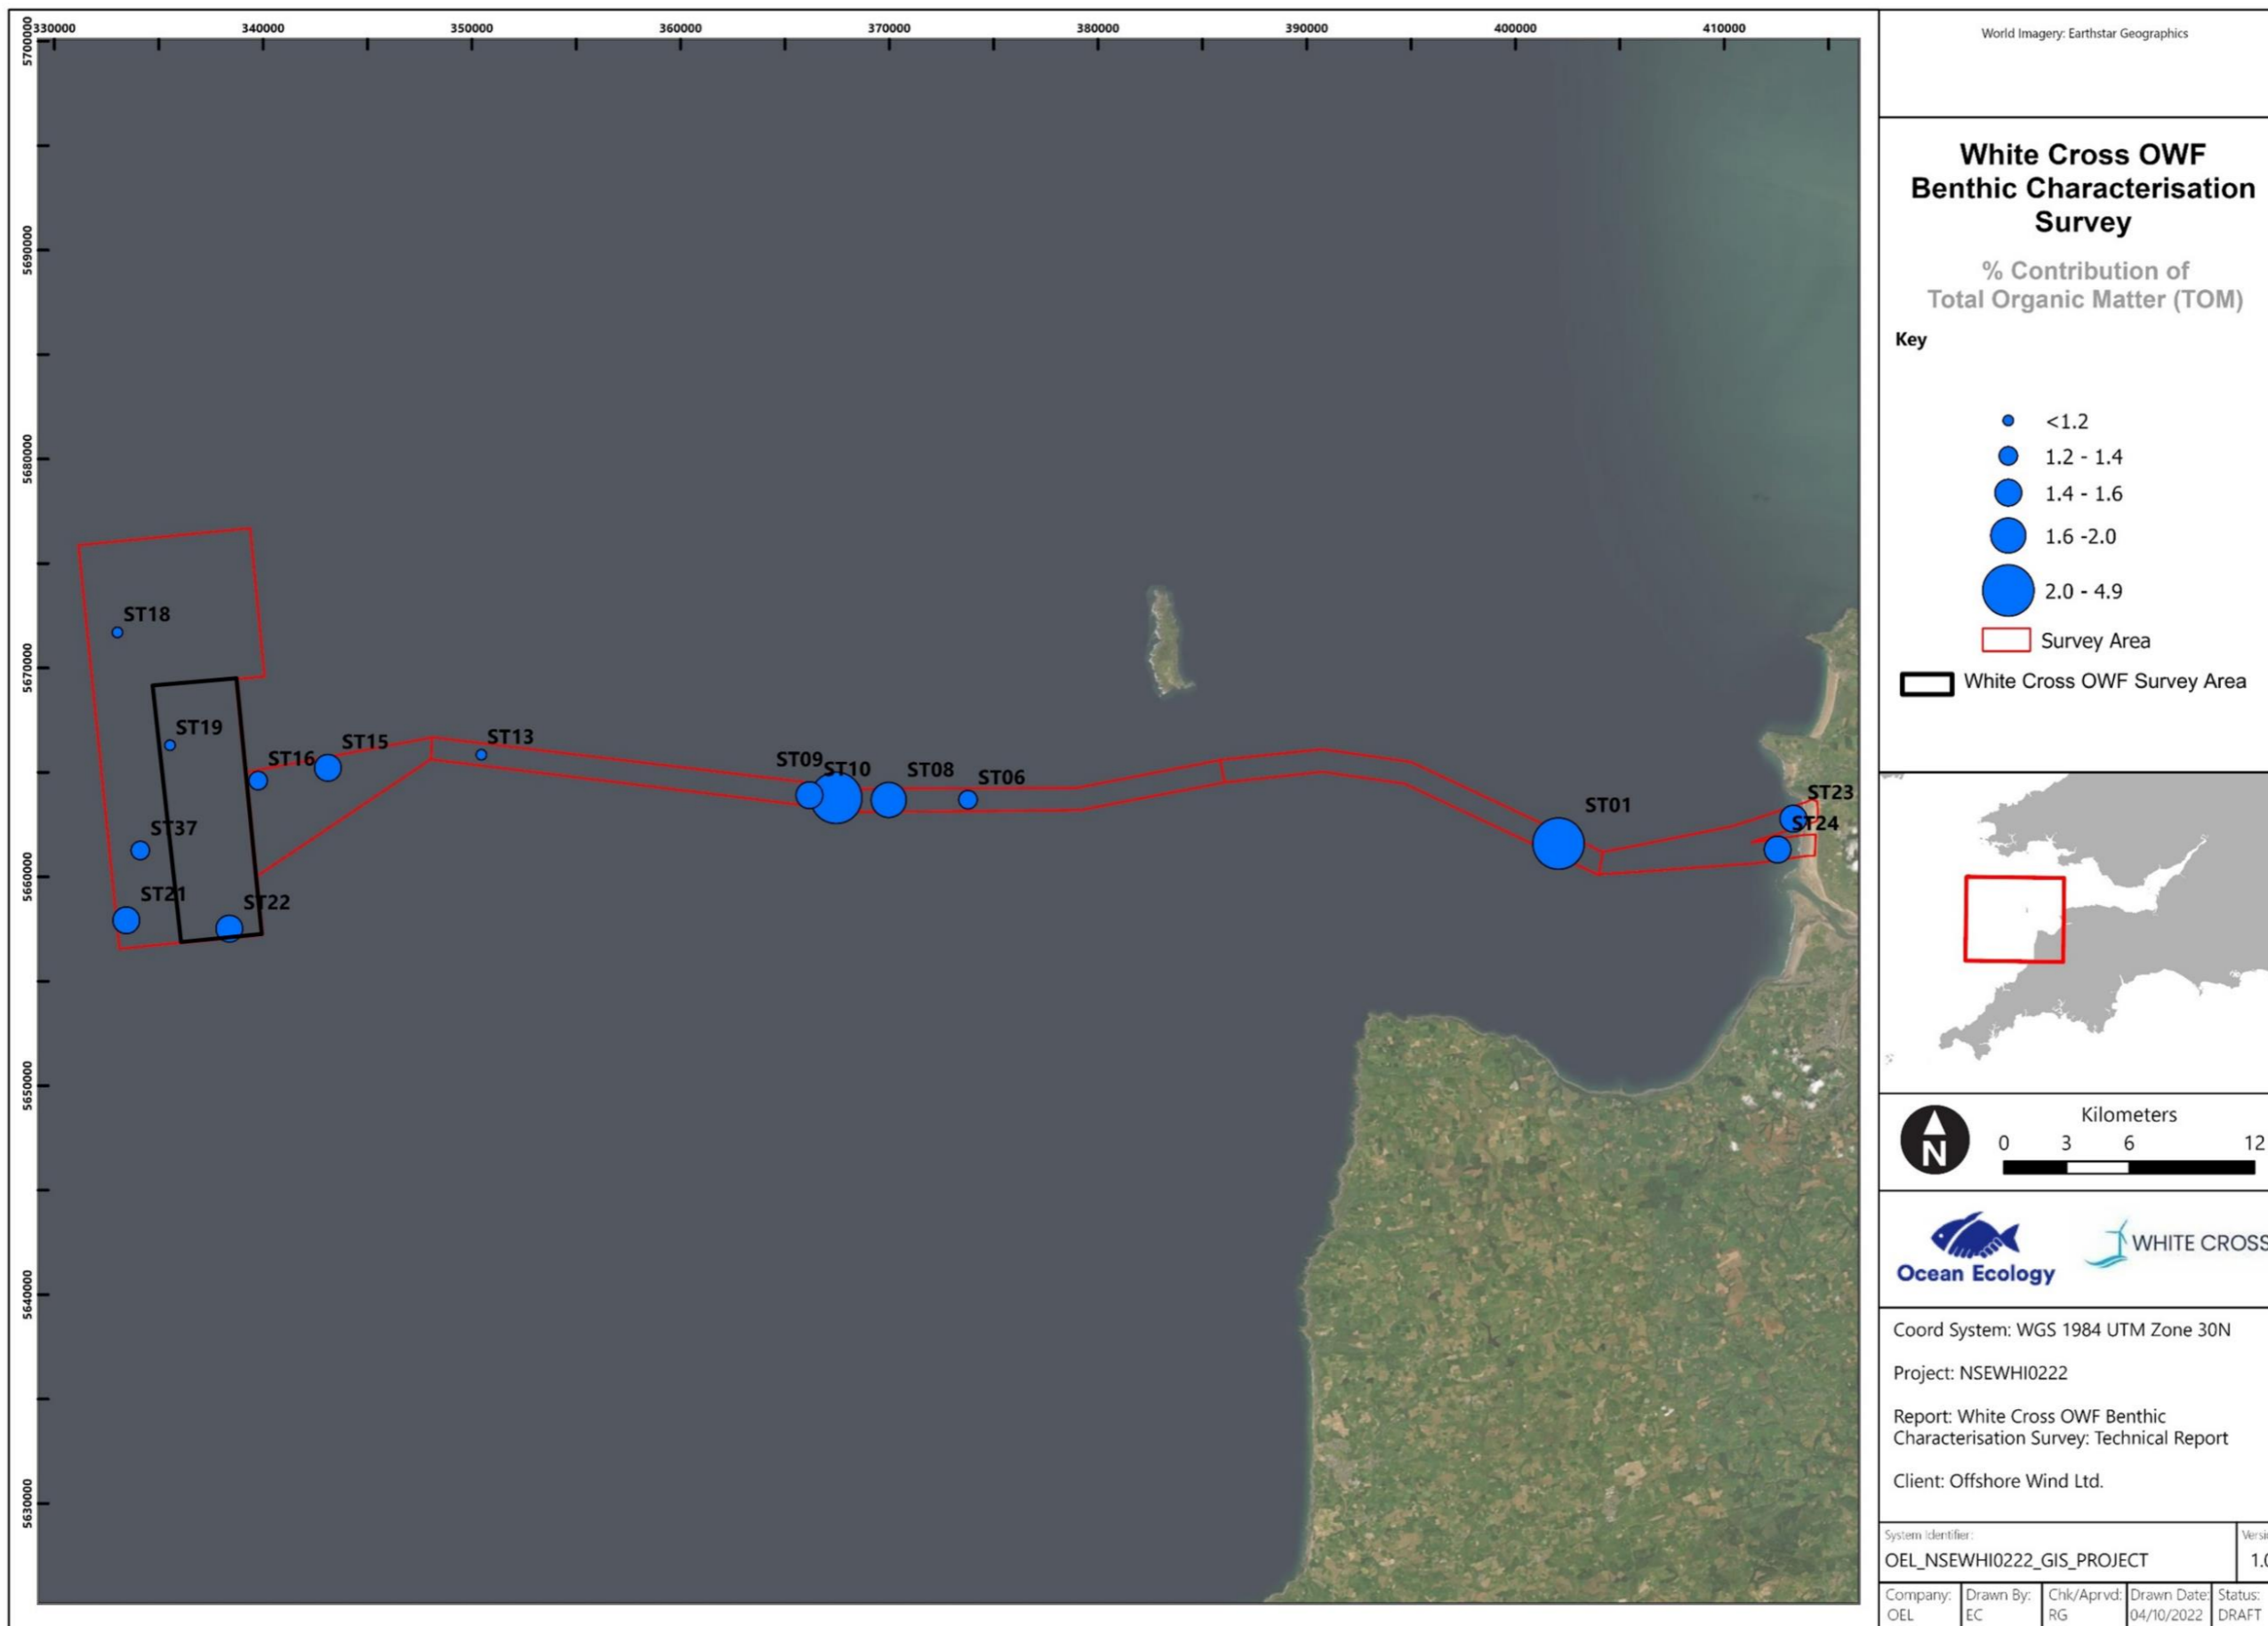 330000
340000
350000
360000
370000
380000
390000
400000
410000
5700000
5690000
5680000
5670000
5660000
5650000
5640000
5630000
ST18
ST19
ST16
ST15
ST13
ST09
ST10
ST08
ST06
ST01
ST23
ST24
ST37
ST21
ST22
World Imagery: Earthstar Geographics
White Cross OWF
Benthic Characterisation
Survey
% Contribution of
Total Organic Matter (TOM)
Key
<1.2
1.2 - 1.4
1.4 - 1.6
1.6 -2.0
2.0 - 4.9
Survey Area
White Cross OWF Survey Area
N
Kilometers
0 3 6 12
Ocean Ecology
WHITE CROSS
Coord System: WGS 1984 UTM Zone 30N
Project: NSEWHI0222
Report: White Cross OWF Benthic
Characterisation Survey: Technical Report
Client: Offshore Wind Ltd.
System Identifier:
OEL_NSEWHI0222_GIS_PROJECT
Company: Drawn By: Chk/Aprvd: Drawn Date: Status:
OEL EC RG 04/10/2022 DRAFT